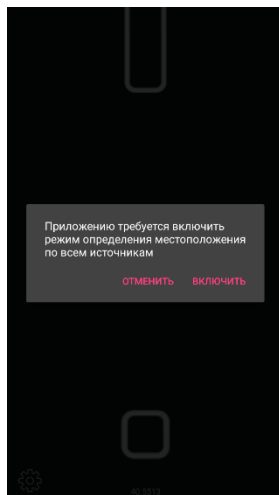 Приложению требуется включить
режим определения местоположения
по всем источникам
ОТМЕНИТЬ ВКЛЮЧИТЬ